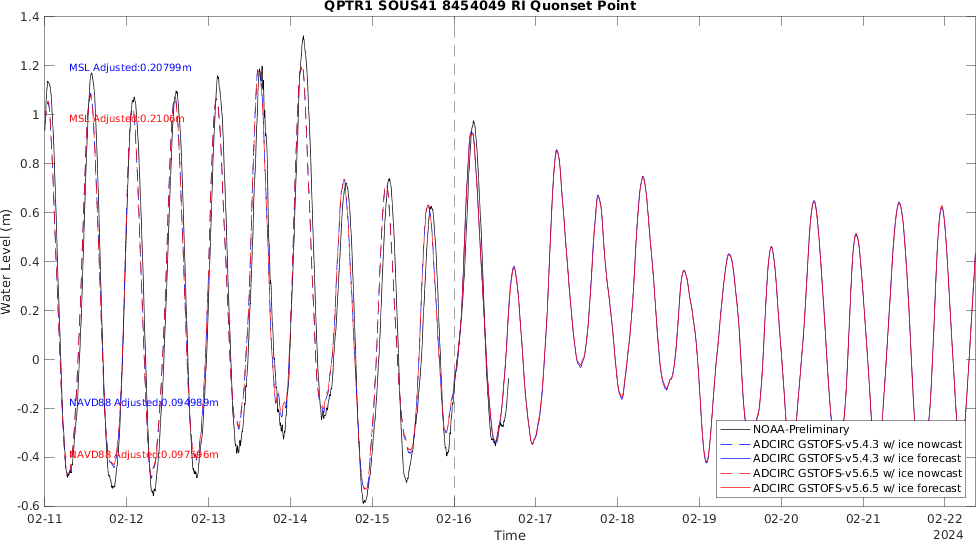 QPTR1 SOUS41 8454049 RI Quonset Point
1.4
1.2
1
0.8
0.6
0.4
0.2
0
-0.2
-0.4
-0.6
Water Level (m)
MSL Adjusted:0.20799m
MSL Adjusted:0.2106m
NAVD88 Adjusted:0.094989m
NAVD88 Adjusted:0.097596m
NOAA-Preliminary
ADCIRC GSTOFS-v5.4.3 w/ ice nowcast
ADCIRC GSTOFS-v5.4.3 w/ ice forecast
ADCIRC GSTOFS-v5.6.5 w/ ice nowcast
ADCIRC GSTOFS-v5.6.5 w/ ice forecast
02-11 02-12 02-13 02-14 02-15 02-16 02-17 02-18 02-19 02-20 02-21 02-22
2024
Time